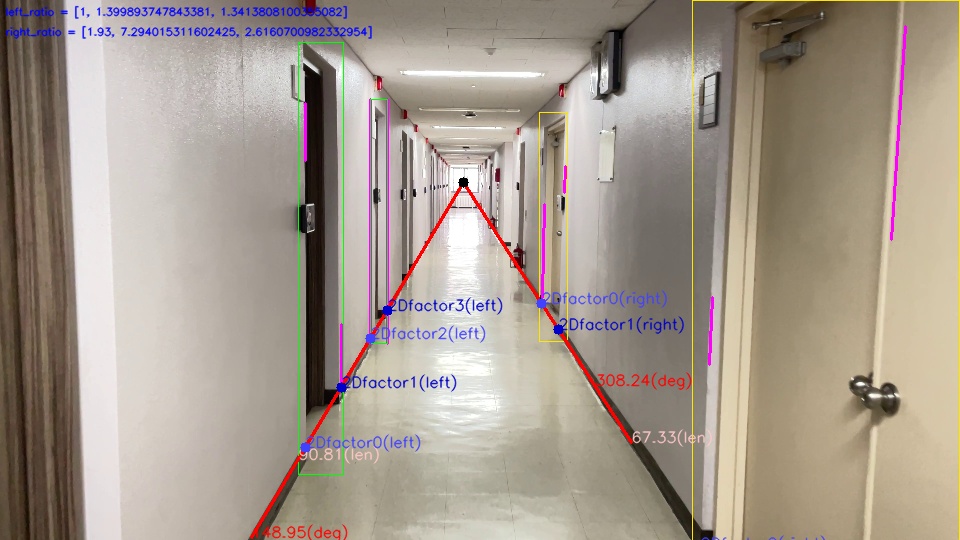 left_ratio = [1, 1.399893747843381, 1.3413808100385082]
right_ratio = [1.93, 7.294015311602425, 2.6160700982332954]
2Dfactor0(right)
2Dfactor3(left)
2Dfactor1(right)
2Dfactor2(left)
308.24(deg)
2Dfactor1(left)
67.33(len)
2Dfactor0(left)
90.81(len)
48.95(deg)